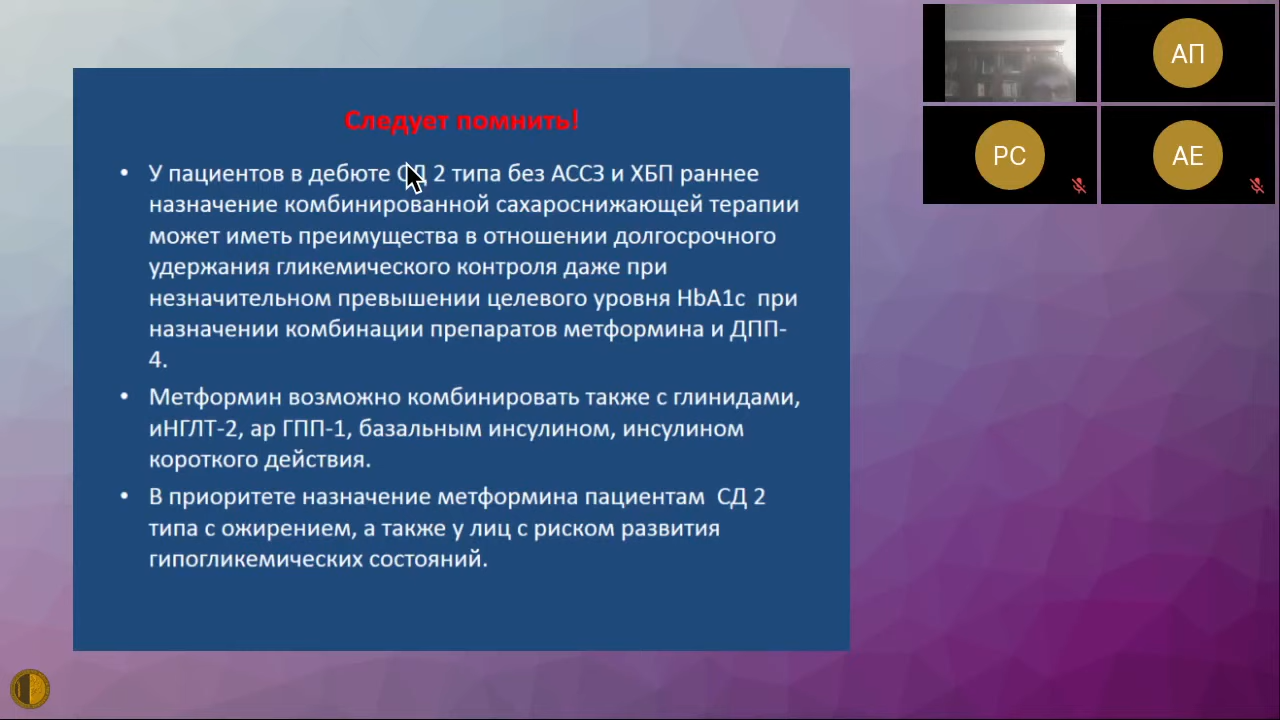 Следует помнить!
• У пациентов в дебюте СД 2 типа без АССЗ и ХБП раннее
назначение комбинированной сахароснижающей терапии
может иметь преимущества в отношении долгосрочного
удержания гликемического контроля даже при
незначительном превышении целевого уровня HbA1c при
назначении комбинации препаратов метформина и ДПП-
4.
• Метформин возможно комбинировать также с глинидами,
иНГЛТ-2, ар ГПП-1, базальным инсулином, инсулином
короткого действия.
• В приоритете назначение метформина пациентам СД 2
типа с ожирением, а также у лиц с риском развития
гипогликемических состояний.
АП
РС
АЕ